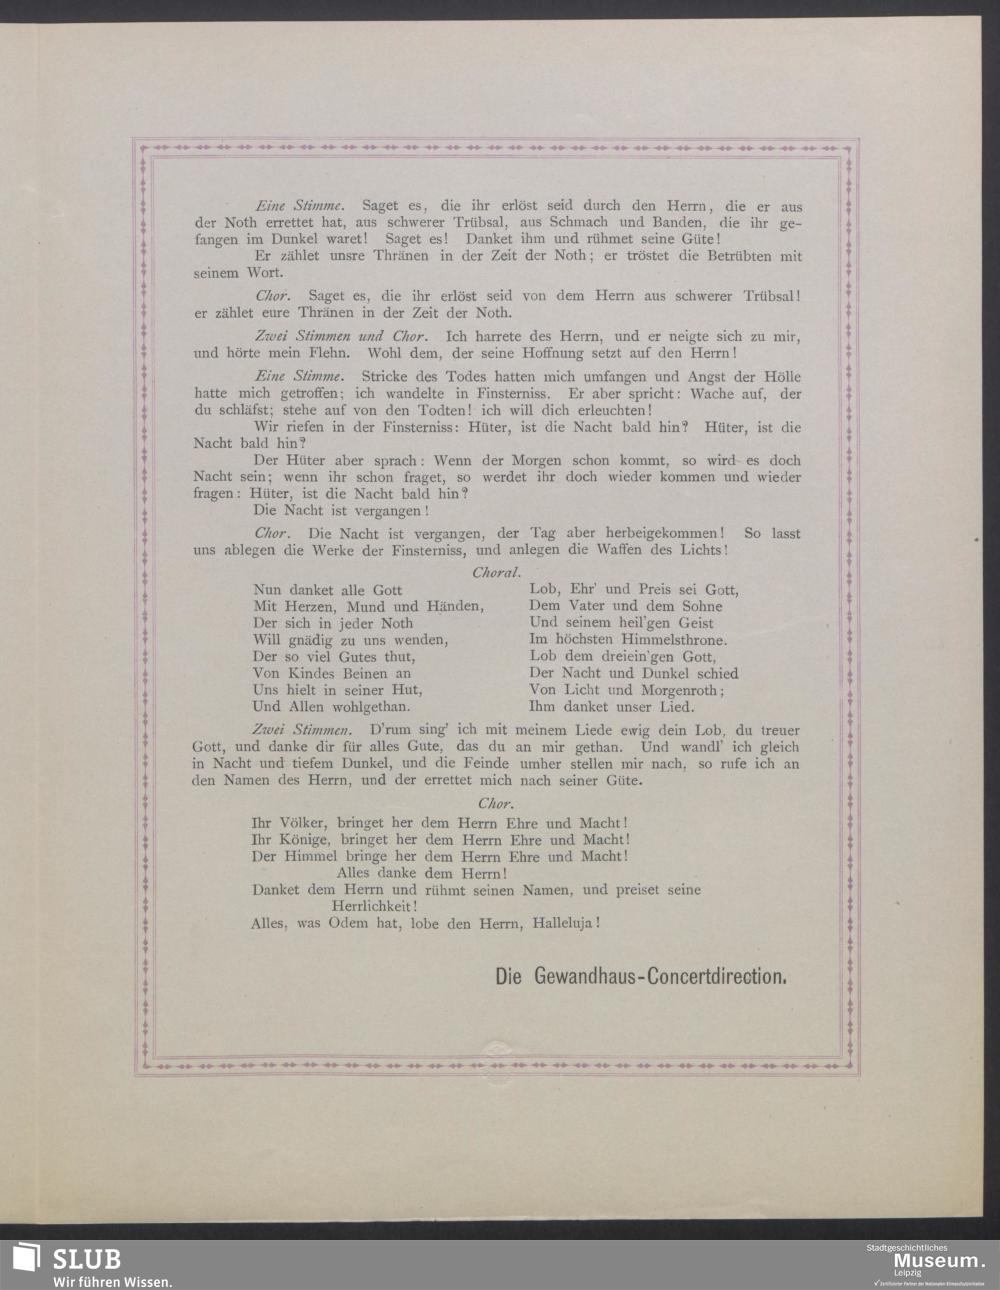 Eine Stimme. Saget es, die ihr erlöst seid durch den Herrn, die er aus
der Noth errettet hat, aus schwerer Trübsal, aus Schmach und Banden, die ihr ge-
fangen im Dunkel waret! Saget es! Danket ihm und rühmet seine Güte!
Er zählet unsre Thränen in der Zeit der Noth; er tröstet die Betrübten mit
seinem Wort.
Chor. Saget es, die ihr erlöst seid von dem Herrn aus schwerer Trübsal!
er zählet eure Thränen in der Zeit der Noth.
Zwei Stimmen und Chor. Ich harrete des Herrn, und er neigte sich zu mir,
und hörte mein Flehn. Wohl dem, der seine Hoffnung setzt auf den Herrn!
Eine Stimme. Stricke des Todes hatten mich umfangen und Angst der Hölle
hatte mich getroffen; ich wandelte in Finsterniss. Er aber spricht: Wache auf, der
du schläfst; stehe auf von den Todten! ich will dich erleuchten!
Wir riefen in der Finsterniss: Hüter, ist die Nacht bald hin? Hüter, ist die
Nacht bald hin?
Der Hüter aber sprach: Wenn der Morgen schon kommt, so wird es doch
Nacht sein; wenn ihr schon fraget, so werdet ihr doch wieder kommen und wieder
fragen: Hüter, ist die Nacht bald hin?
Die Nacht ist vergangen!
Chor. Die Nacht ist vergangen, der Tag aber herbeigekommen! So lasst
uns ablegen die Werke der Finsterniss, und anlegen die Waffen des Lichts!
Choral.
Nun danket alle Gott
Mit Herzen, Mund und Händen,
Der sich in jeder Noth
Will gnädig zu uns wenden,
Der so viel Gutes thut,
Von Kindes Beinen an
Uns hielt in seiner Hut,
Und Allen wohlgethan.
Lob, Ehr' und Preis sei Gott,
Dem Vater und dem Sohne
Und seinem heil'gen Geist
Im höchsten Himmelsthrone.
Lob dem dreiein'gen Gott,
Der Nacht und Dunkel schied
Von Licht und Morgenroth;
Ihm danket unser Lied.
Zwei Stimmen. D'rum sing' ich mit meinem Liede ewig dein Lob, du treuer
Gott, und danke dir für alles Gute, das du an mir gethan. Und wandl' ich gleich
in Nacht und tiefem Dunkel, und die Feinde umher stellen mir nach, so rufe ich an
den Namen des Herrn, und der errettet mich nach seiner Güte.
Chor.
Ihr Völker, bringet her dem Herrn Ehre und Macht!
Ihr Könige, bringet her dem Herrn Ehre und Macht!
Der Himmel bringe her dem Herrn Ehre und Macht!
Alles danke dem Herrn!
Danket dem Herrn und rühmt seinen Namen, und preiset seine
Herrlichkeit!
Alles, was Odem hat, lobe den Herrn, Halleluja!
Die Gewandhaus-Concertdirection.
SLUB
Wir führen Wissen.
Stadtgeschichtliches
Museum.
Leipzig
Zertifizierter Partner der Nationalen Klimaschutzinitiative